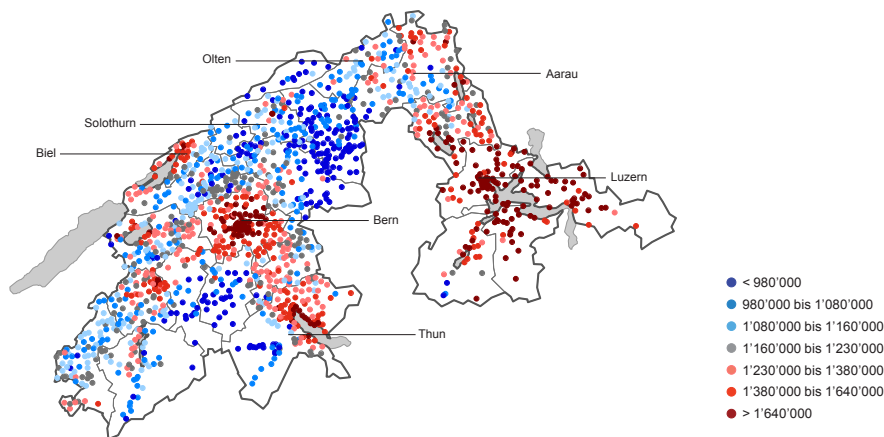 Olten
Aarau
Solothurn
Biel
Luzern
Bern
Thun
< 980’000
980’000 bis 1’080’000
1’080’000 bis 1’160’000
1’160’000 bis 1’230’000
1’230’000 bis 1’380’000
1’380’000 bis 1’640’000
> 1’640’000